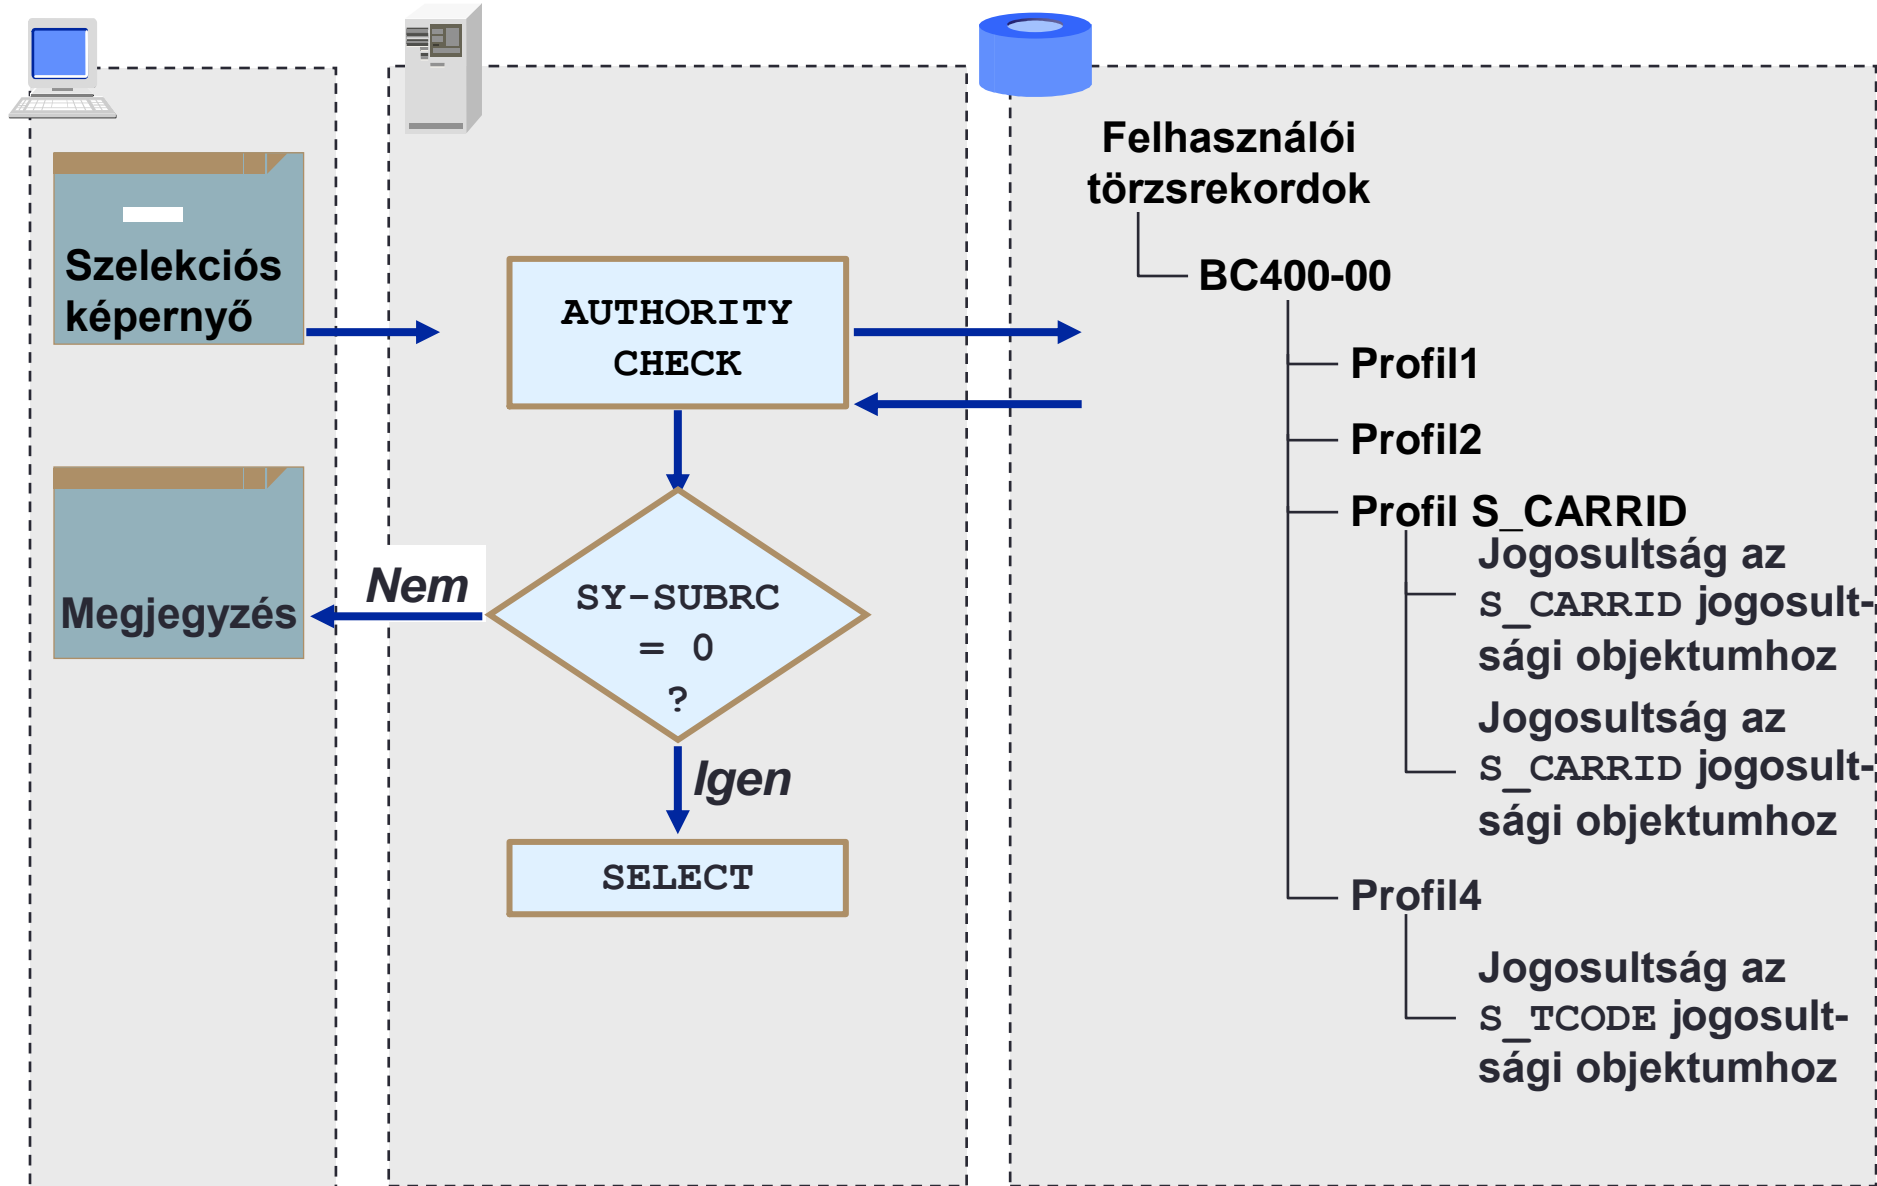 Szelekciós
képernyő
Megjegyzés
AUTHORITY
CHECK
Nem
SY-SUBRC
= 0
?
Igen
SELECT
Felhasználói
törzsrekordok
BC400-00
Profil1
Profil2
Profil S_CARRID
Jogosultság az
S_CARRID jogosult-
sági objektumhoz
Jogosultság az
S_CARRID jogosult-
sági objektumhoz
Profil4
Jogosultság az
S_TCODE jogosult-
sági objektumhoz